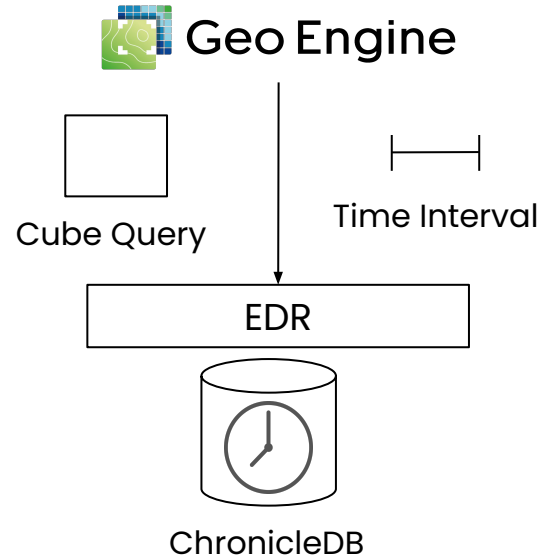 Geo Engine
Cube Query
Time Interval
EDR
ChronicleDB